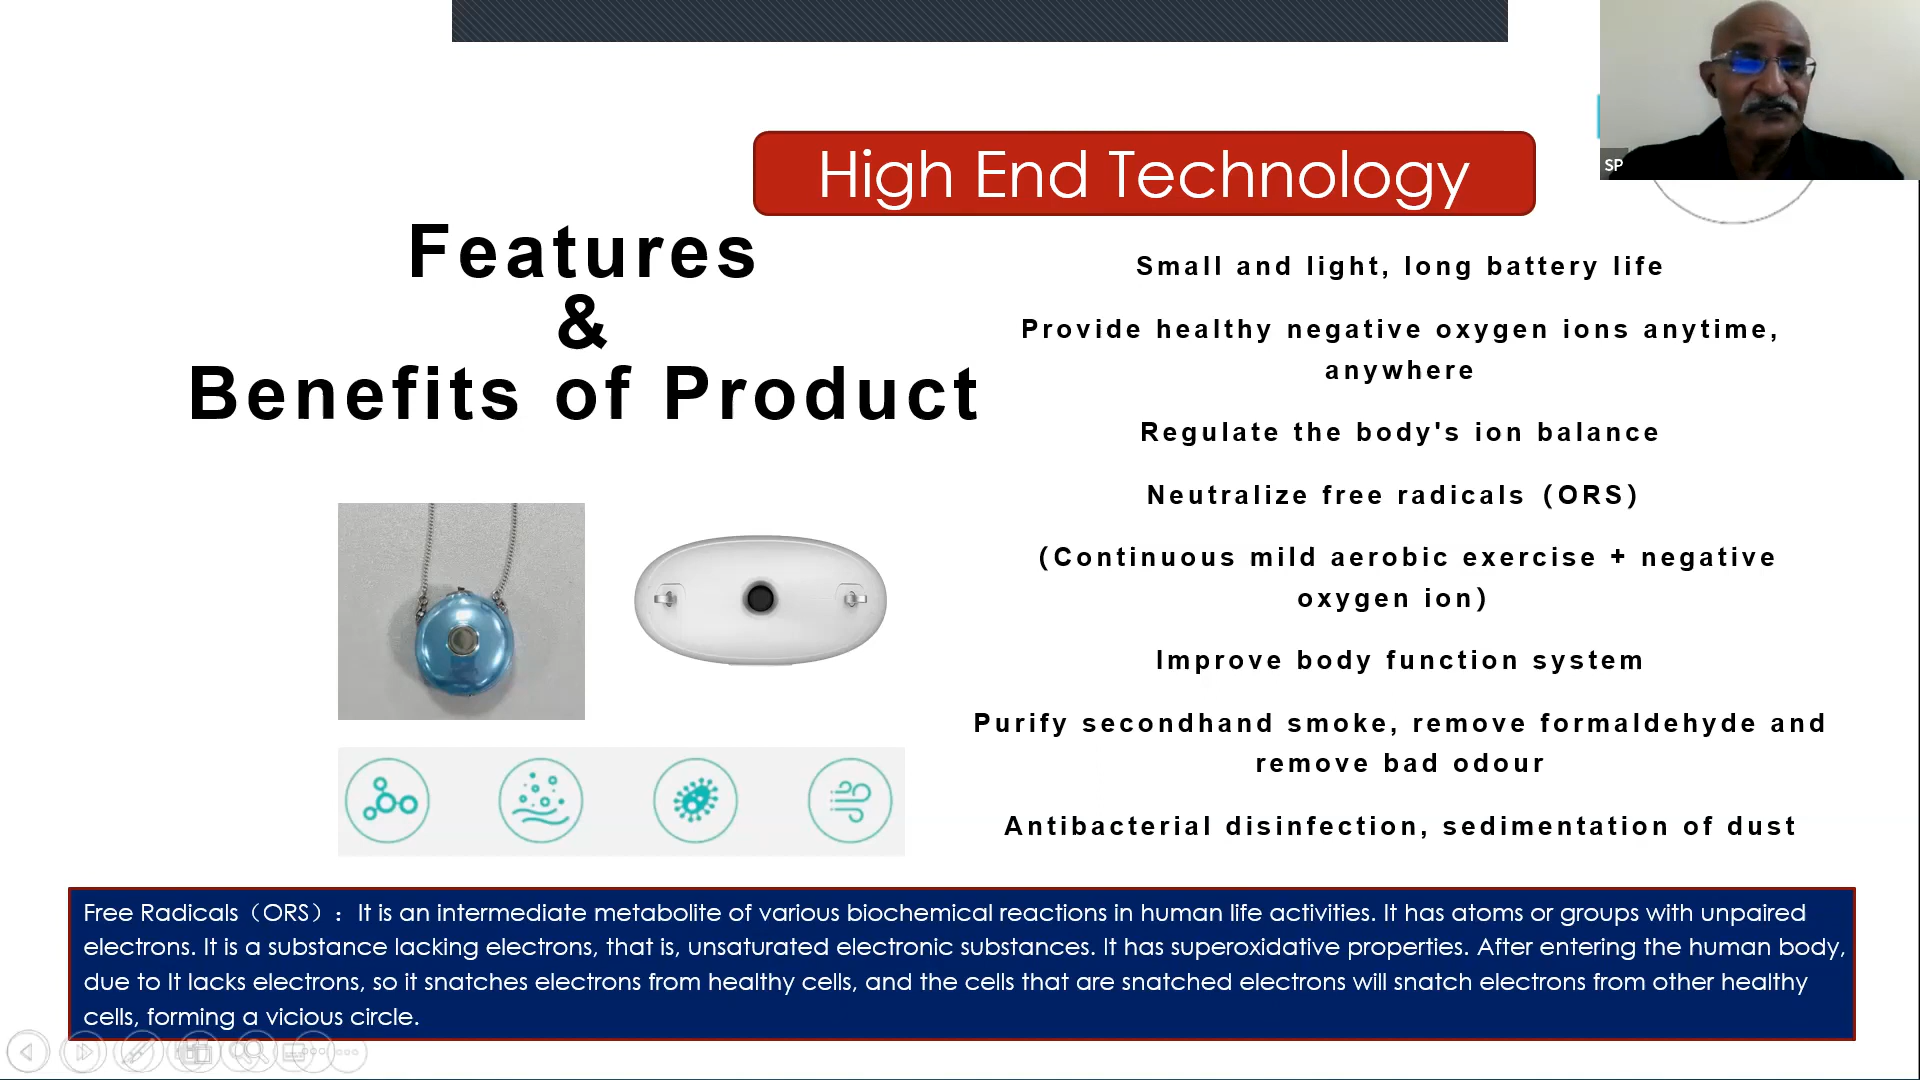 High End Technology
Features
&
Benefits of Product
Small and light, long battery life
Provide healthy negative oxygen ions anytime,
anywhere
Regulate the body's ion balance
Neutralize free radicals (ORS)
(Continuous mild aerobic exercise + negative
oxygen ion)
Improve body function system
Purify secondhand smoke, remove formaldehyde and
remove bad odour
Antibacterial disinfection, sedimentation of dust
Free Radicals（ORS）: It is an intermediate metabolite of various biochemical reactions in human life activities. It has atoms or groups with unpaired
electrons. It is a substance lacking electrons, that is, unsaturated electronic substances. It has superoxidative properties. After entering the human body,
due to It lacks electrons, so it snatches electrons from healthy cells, and the cells that are snatched electrons will snatch electrons from other healthy
cells, forming a vicious circle.
SP